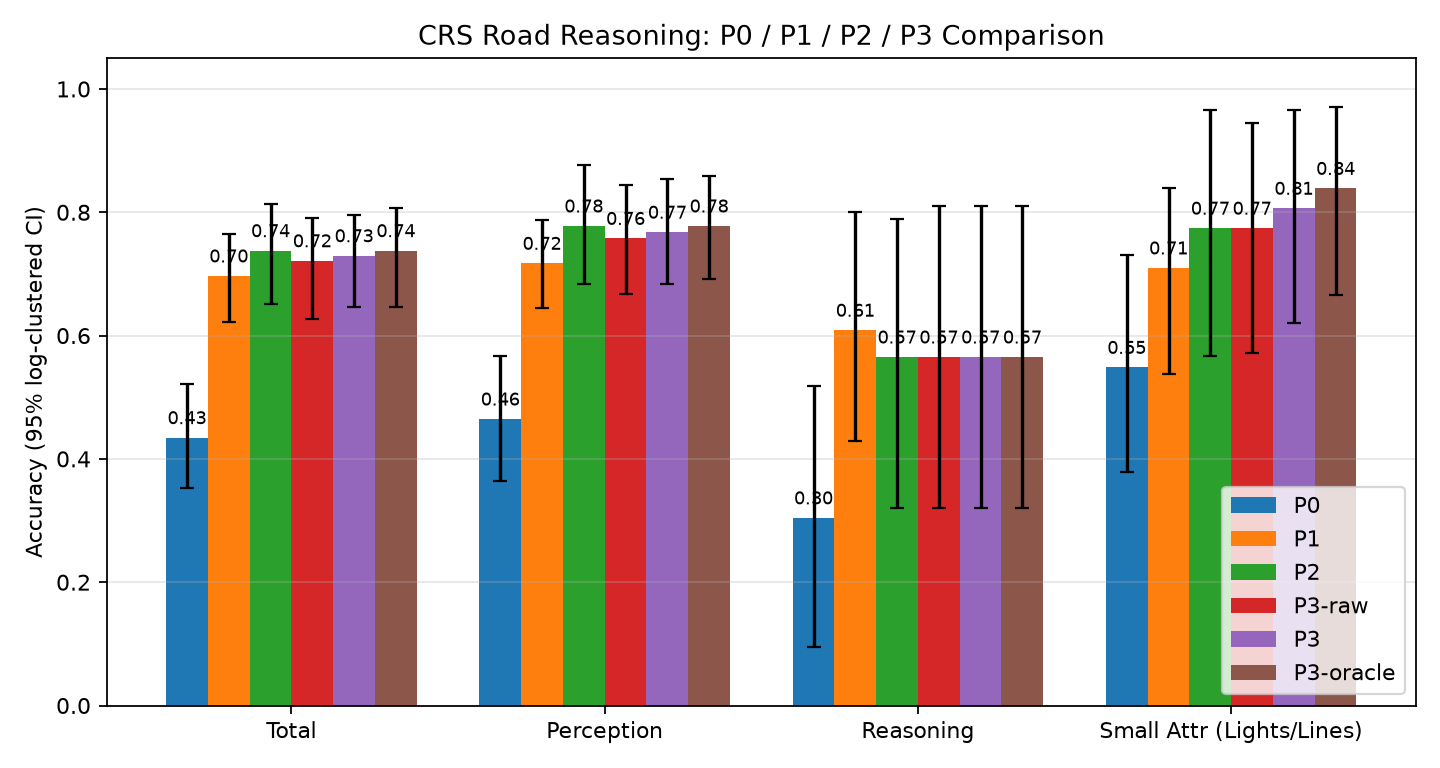 CRS Road Reasoning: P0 / P1 / P2 / P3 Comparison
Accuracy (95% log-clustered CI)
1.0
0.8
0.6
0.4
0.2
0.0
0.43 0.70 0.74 0.72 0.73 0.74
0.46 0.72 0.78 0.76 0.77 0.78
0.30 0.61 0.57 0.57 0.57 0.57
0.55 0.71 0.77 0.77 0.81 0.84
Total
Perception
Reasoning
Small Attr (Lights/Lines)
P0
P1
P2
P3-raw
P3
P3-oracle